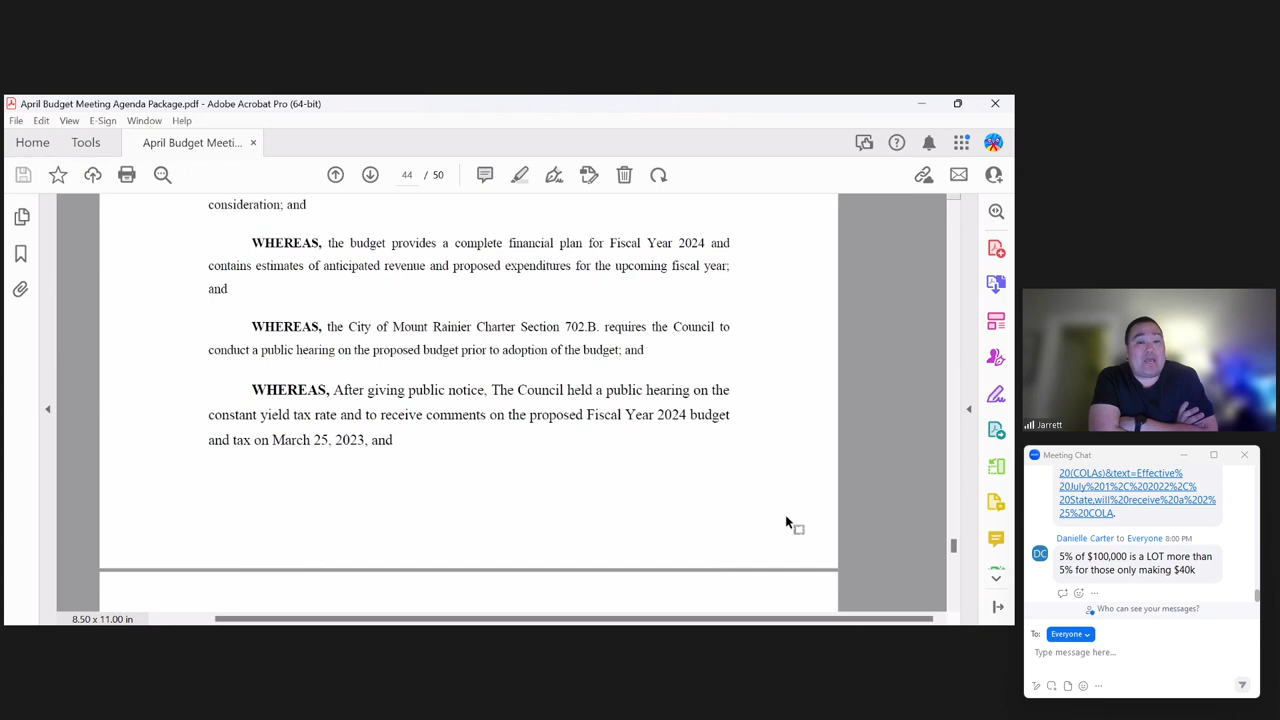 April Budget Meeting Agenda Package.pdf - Adobe Acrobat Pro (64-bit)
File Edit View E-Sign Window Help
Home Tools April Budget Meeti... ×
44 / 50
consideration; and
WHEREAS, the budget provides a complete financial plan for Fiscal Year 2024 and
contains estimates of anticipated revenue and proposed expenditures for the upcoming fiscal year;
and
WHEREAS, the City of Mount Rainier Charter Section 702.B. requires the Council to
conduct a public hearing on the proposed budget prior to adoption of the budget; and
WHEREAS, After giving public notice, The Council held a public hearing on the
constant yield tax rate and to receive comments on the proposed Fiscal Year 2024 budget
and tax on March 25, 2023, and
8.50 x 11.00 in
Jarrett
Meeting Chat
20(COLAs)&text=Effective%
20July%201%2C%202022%2C%
20State,will%20receive%20a%202%
25%20COLA.
Danielle Carter to Everyone 8:00 PM
DC
5% of $100,000 is a LOT more than
5% for those only making $40k
Who can see your messages?
To: Everyone
Type message here...